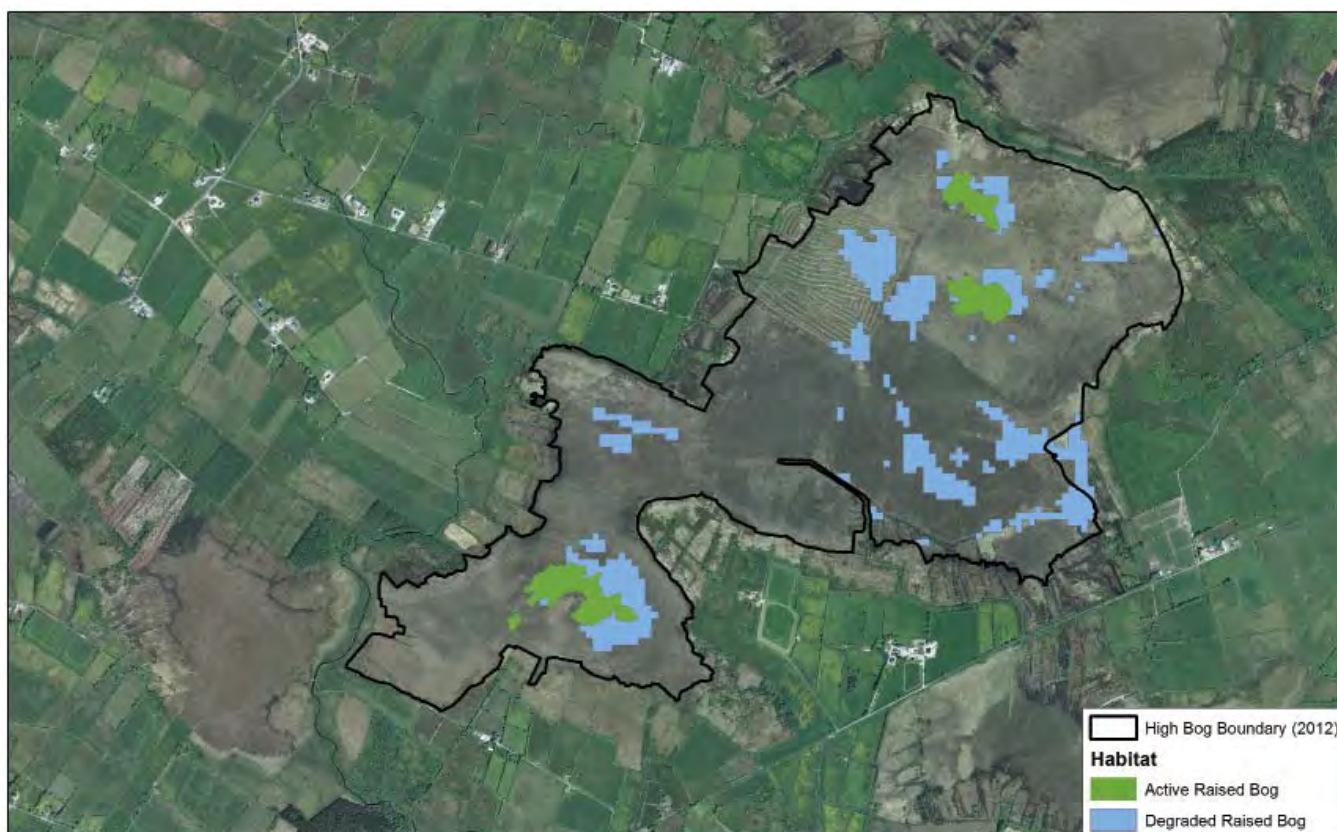 High Bog Boundary (2012)
Habitat
Active Raised Bog
Degraded Raised Bog